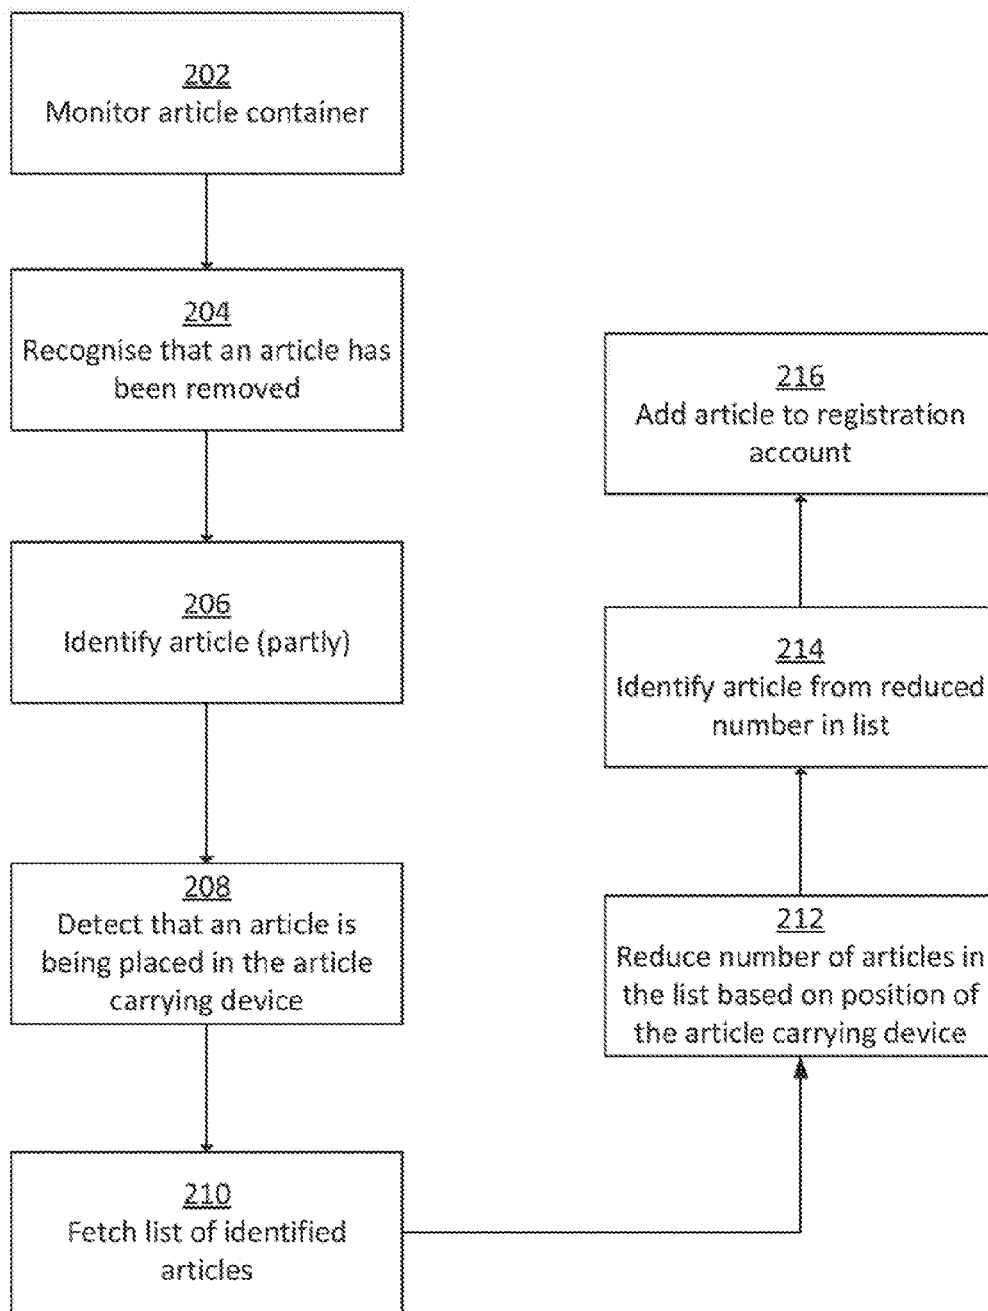 202
Monitor article container
204
Recognise that an article has
been removed
206
Identify article (partly)
208
Detect that an article is
being placed in the article
carrying device
210
Fetch list of identified
articles
212
Reduce number of articles in
the list based on position of
the article carrying device
214
Identify article from reduced
number in list
216
Add article to registration
account